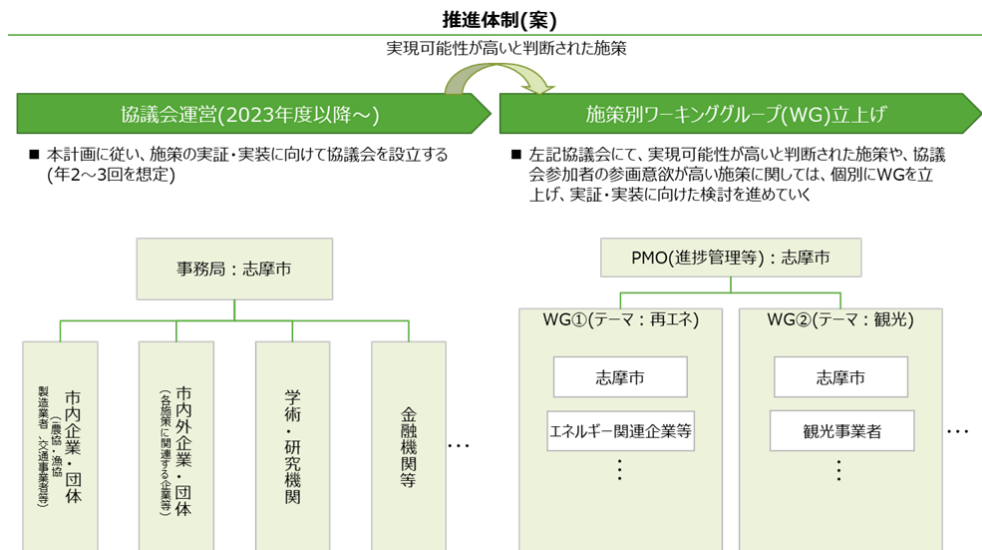 推進体制(案)
実現可能性が高いと判断された施策
協議会運営(2023年度以降～)
施策別ワーキンググループ(WG)立上げ
■ 本計画に従い、施策の実証・実装に向けて協議会を設立する
(年2～3回を想定)
■ 左記協議会にて、実現可能性が高いと判断された施策や、協議
会参加者の参画意欲が高い施策に関しては、個別にWGを立
上げ、実証・実装に向けた検討を進めていく
事務局：志摩市
市内企業・団体
(農協・漁協
製造業者、交通事業者等)
市内外企業・団体
(各施策に関連する企業等)
学術・研究機関
金融機関等
…
PMO(進捗管理等)：志摩市
WG①(テーマ：再エネ)
志摩市
エネルギー関連企業等
…
WG②(テーマ：観光)
志摩市
観光事業者
…
…